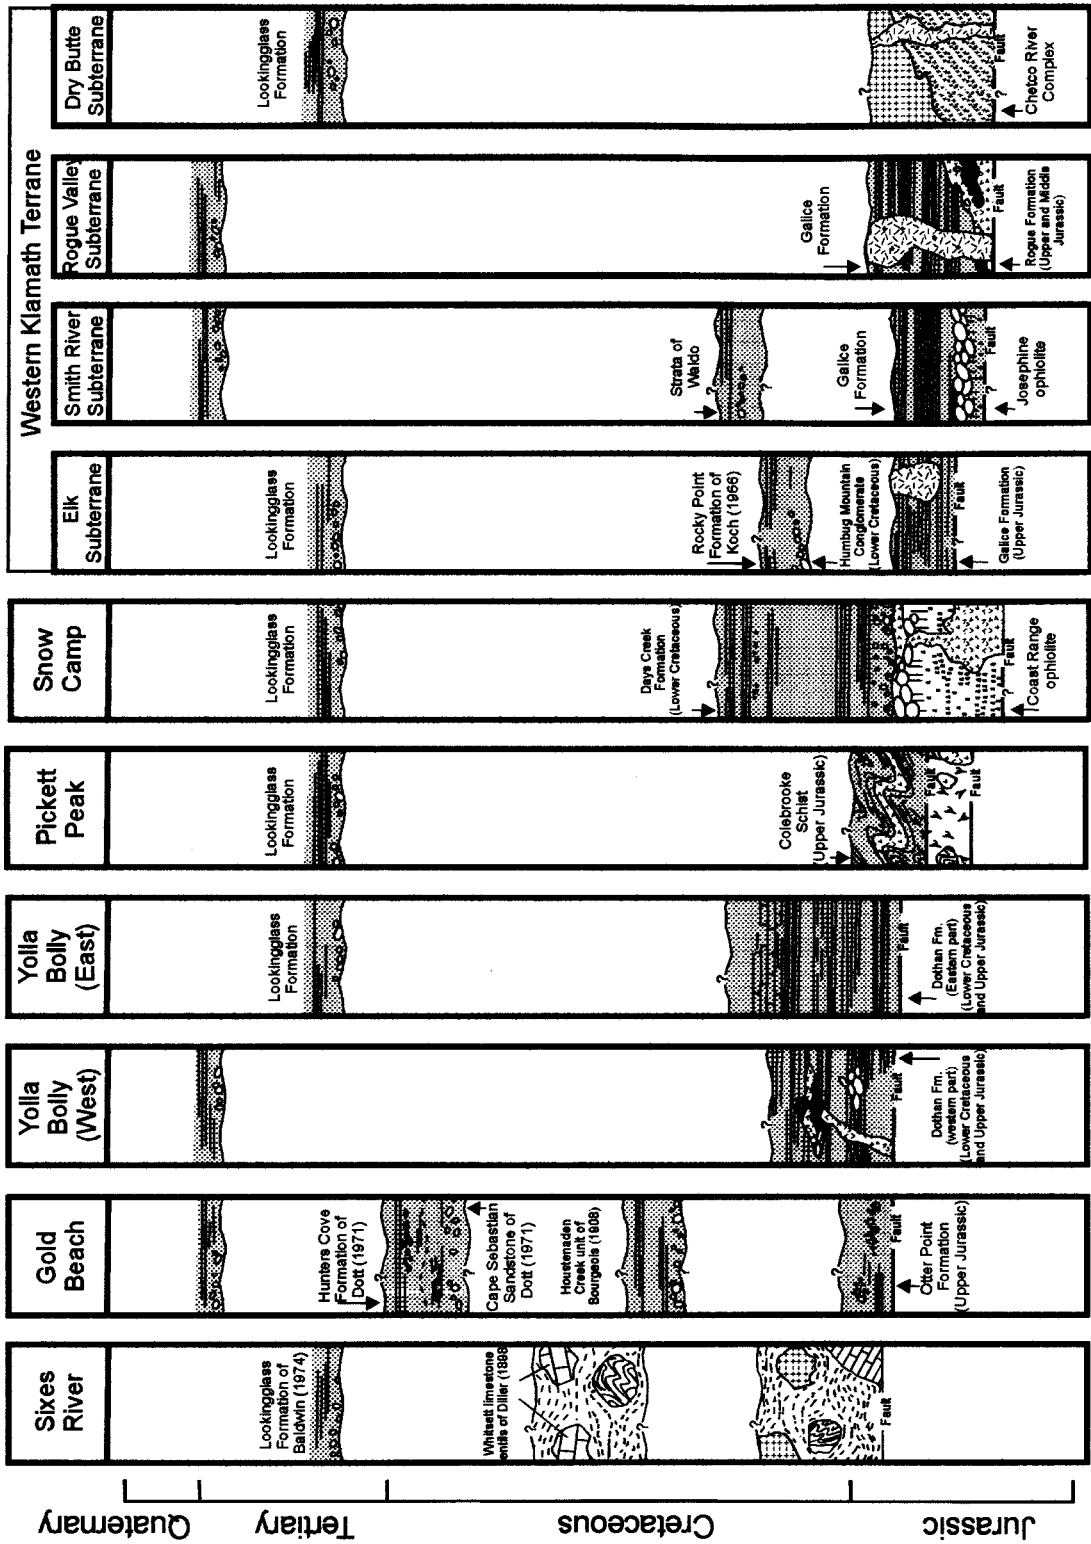 Western Klamath Terrane
Sixes
River
Gold
Beach
Yolla
Bolly
(West)
Yolla
Bolly
(East)
Pickett
Peak
Snow
Camp
Elk
Subterrane
Smith River
Subterrane
Rogue Valley
Subterrane
Dry Butte
Subterrane
Quaternary
Tertiary
Cretaceous
Jurassic
Lookingglass
Formation of
Baldwin (1974)
Whitsett limestone
entils of Diller (1898
?
?
?
Fault
Hunters Cove
Formation of
Dott (1971)
?
?
Cape Sebastian
Sandstone of
Dott (1971)
Houstenaden
Creek unit of
Bourgeois (1908)
?
?
?
Fault
Otter Point
Formation
(Upper Jurassic)
?
Fault
Dothan Fm.
(western part)
(Lower Cretaceous
and Upper Jurassic)
Lookingglass
Formation
?
Fault
Dothan Fm.
(Eastern part)
(Lower Cretaceous
and Upper Jurassic)
Lookingglass
Formation
Colebrooke
Schist
(Upper Jurassic)
?
Fault
Fault
Lookingglass
Formation
Days Creek
Formation
(Lower Cretaceous)
?
?
Fault
Coast Range
ophiolite
Lookingglass
Formation
Rocky Point
Formation of
Koch (1966)
?
?
Humbug Mountain
Conglomerate
(Lower Cretaceous)
?
Fault
Galice Formation
(Upper Jurassic)
Strata of
Waldo
?
?
Galice
Formation
?
Fault
Josephine
ophiolite
Galice
Formation
?
Fault
Rogue Formation
(Upper and Middle
Jurassic)
Lookingglass
Formation
?
?
Fault
Chetco River
Complex